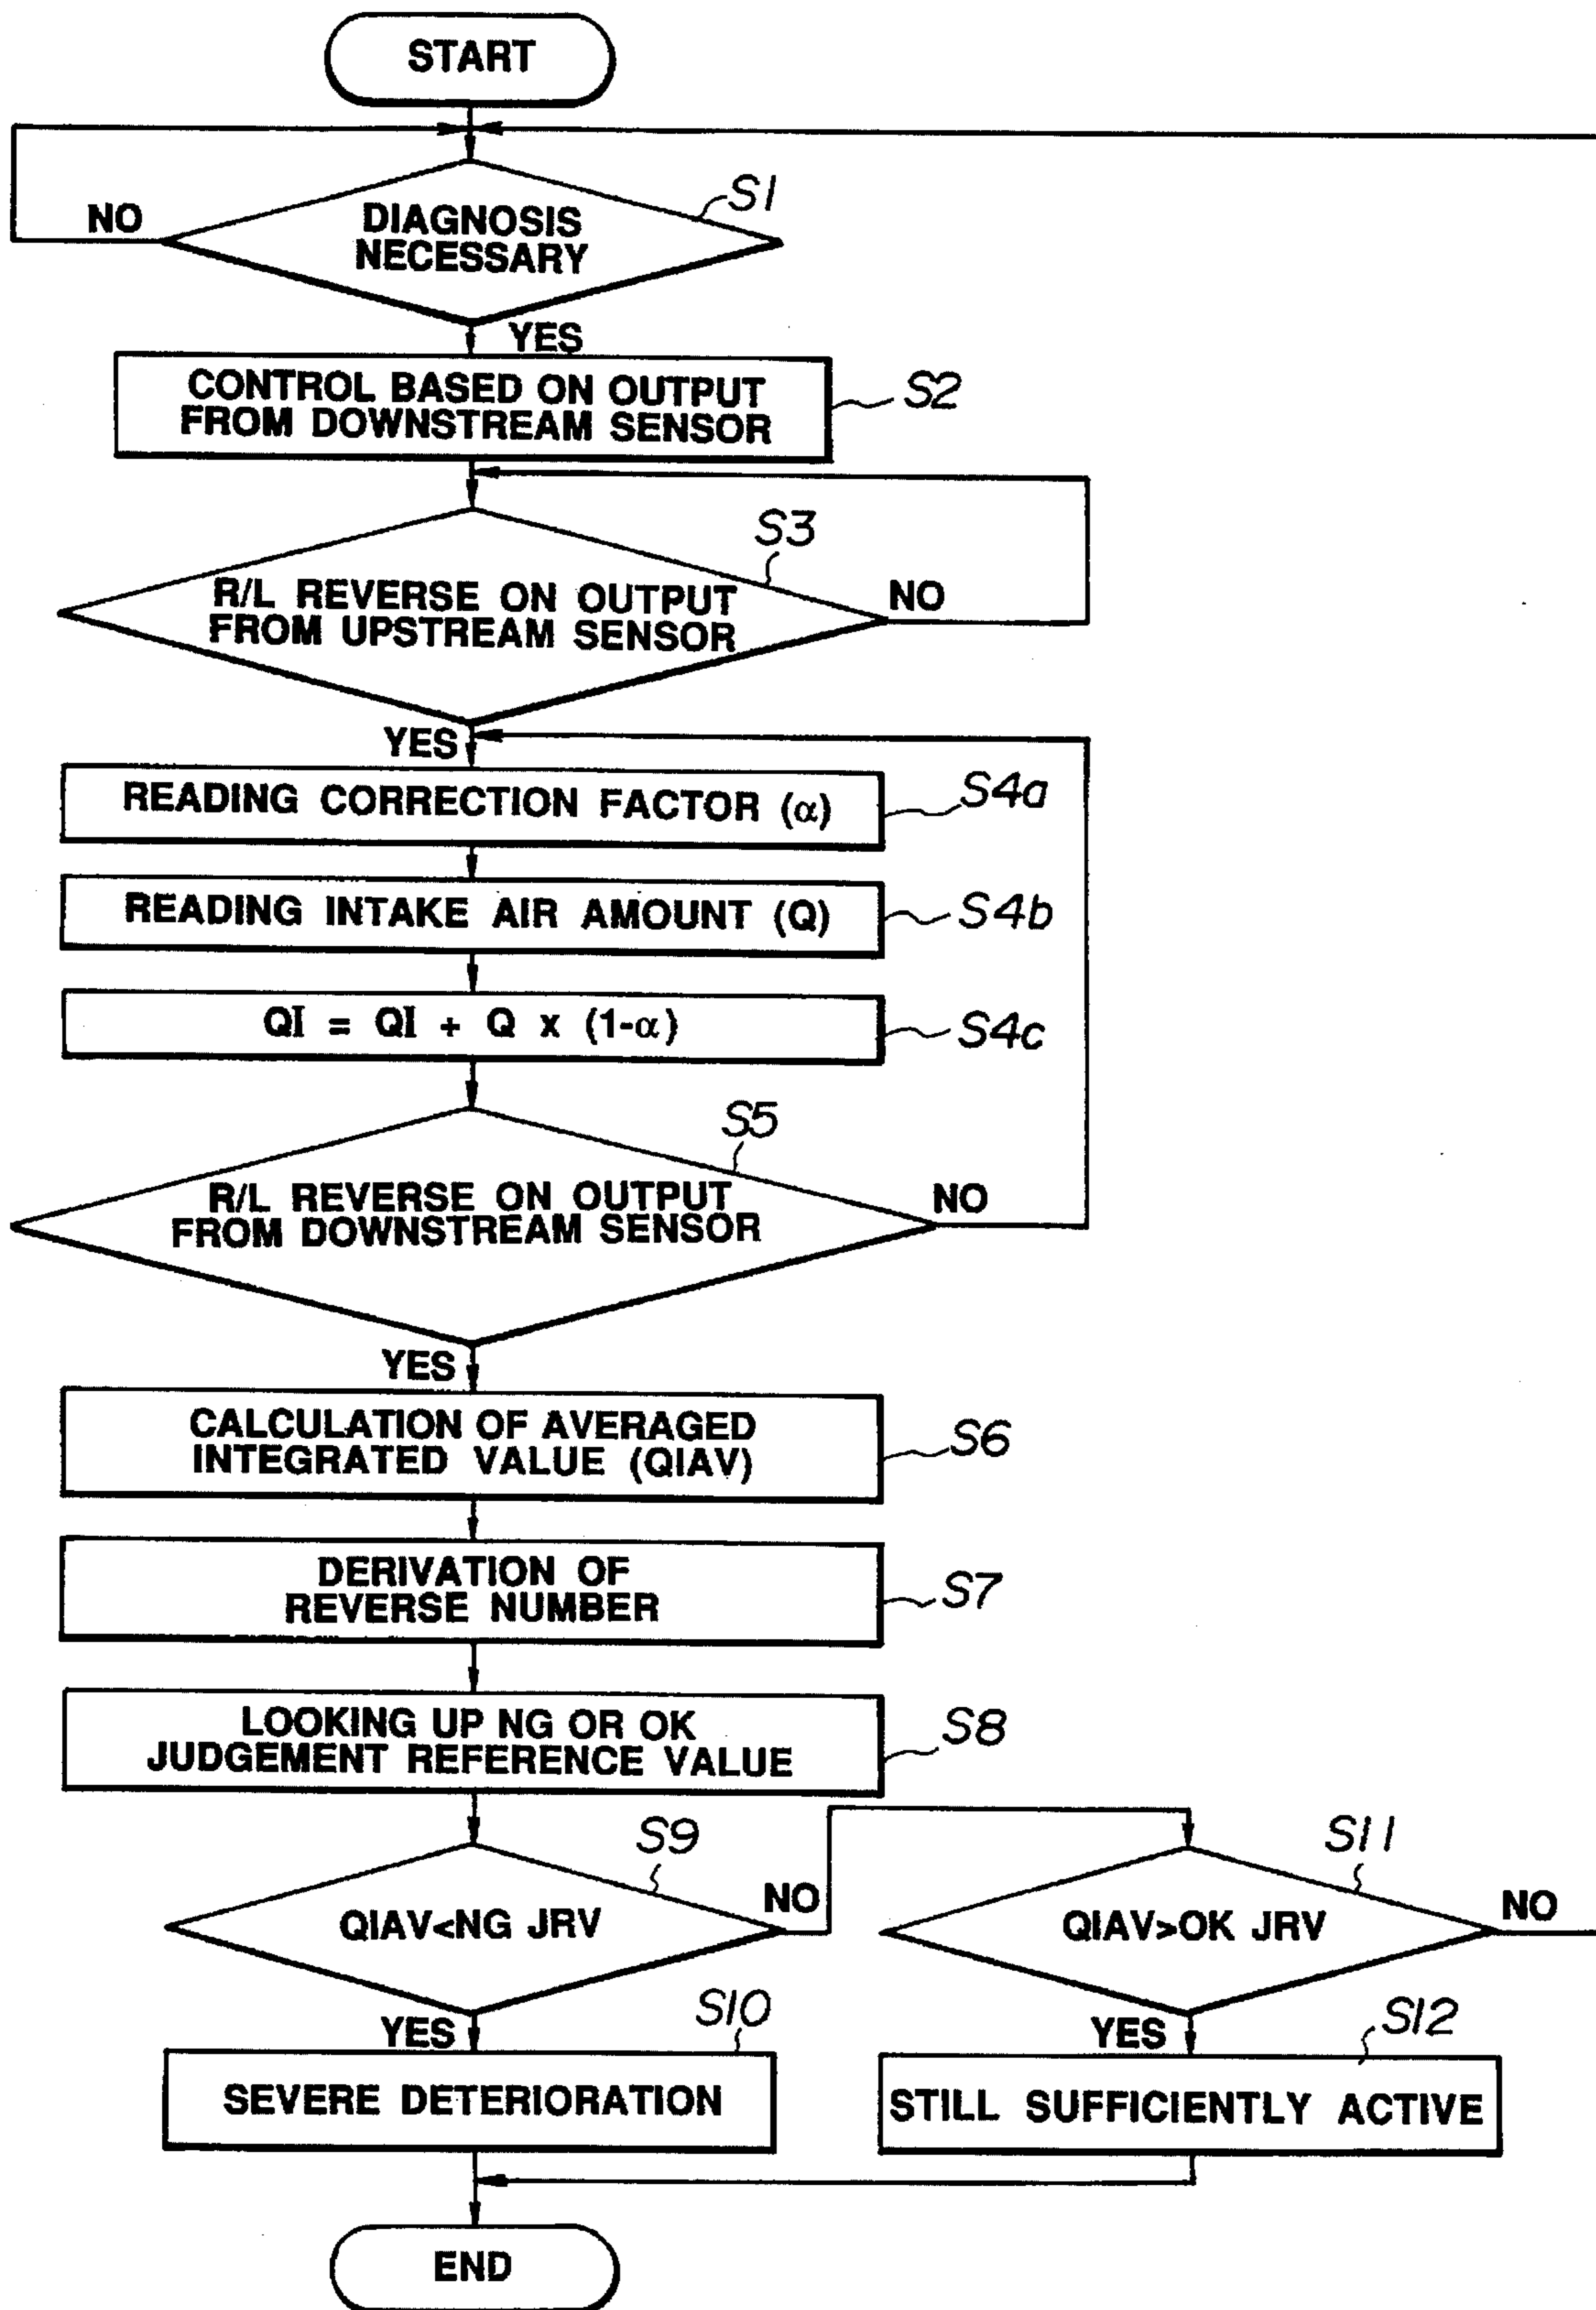 START
NO
DIAGNOSIS
NECESSARY
S1
YES
CONTROL BASED ON OUTPUT
FROM DOWNSTREAM SENSOR
S2
S3
R/L REVERSE ON OUTPUT
FROM UPSTREAM SENSOR
NO
YES
READING CORRECTION FACTOR (α)
S4a
READING INTAKE AIR AMOUNT (Q)
S4b
QI = QI + Q x (1-α)
S4c
S5
R/L REVERSE ON OUTPUT
FROM DOWNSTREAM SENSOR
NO
YES
CALCULATION OF AVERAGED
INTEGRATED VALUE (QIAV)
S6
DERIVATION OF
REVERSE NUMBER
S7
LOOKING UP NG OR OK
JUDGEMENT REFERENCE VALUE
S8
S9
QIAV<NG JRV
NO
S11
QIAV>OK JRV
NO
YES
S10
SEVERE DETERIORATION
YES
S12
STILL SUFFICIENTLY ACTIVE
END